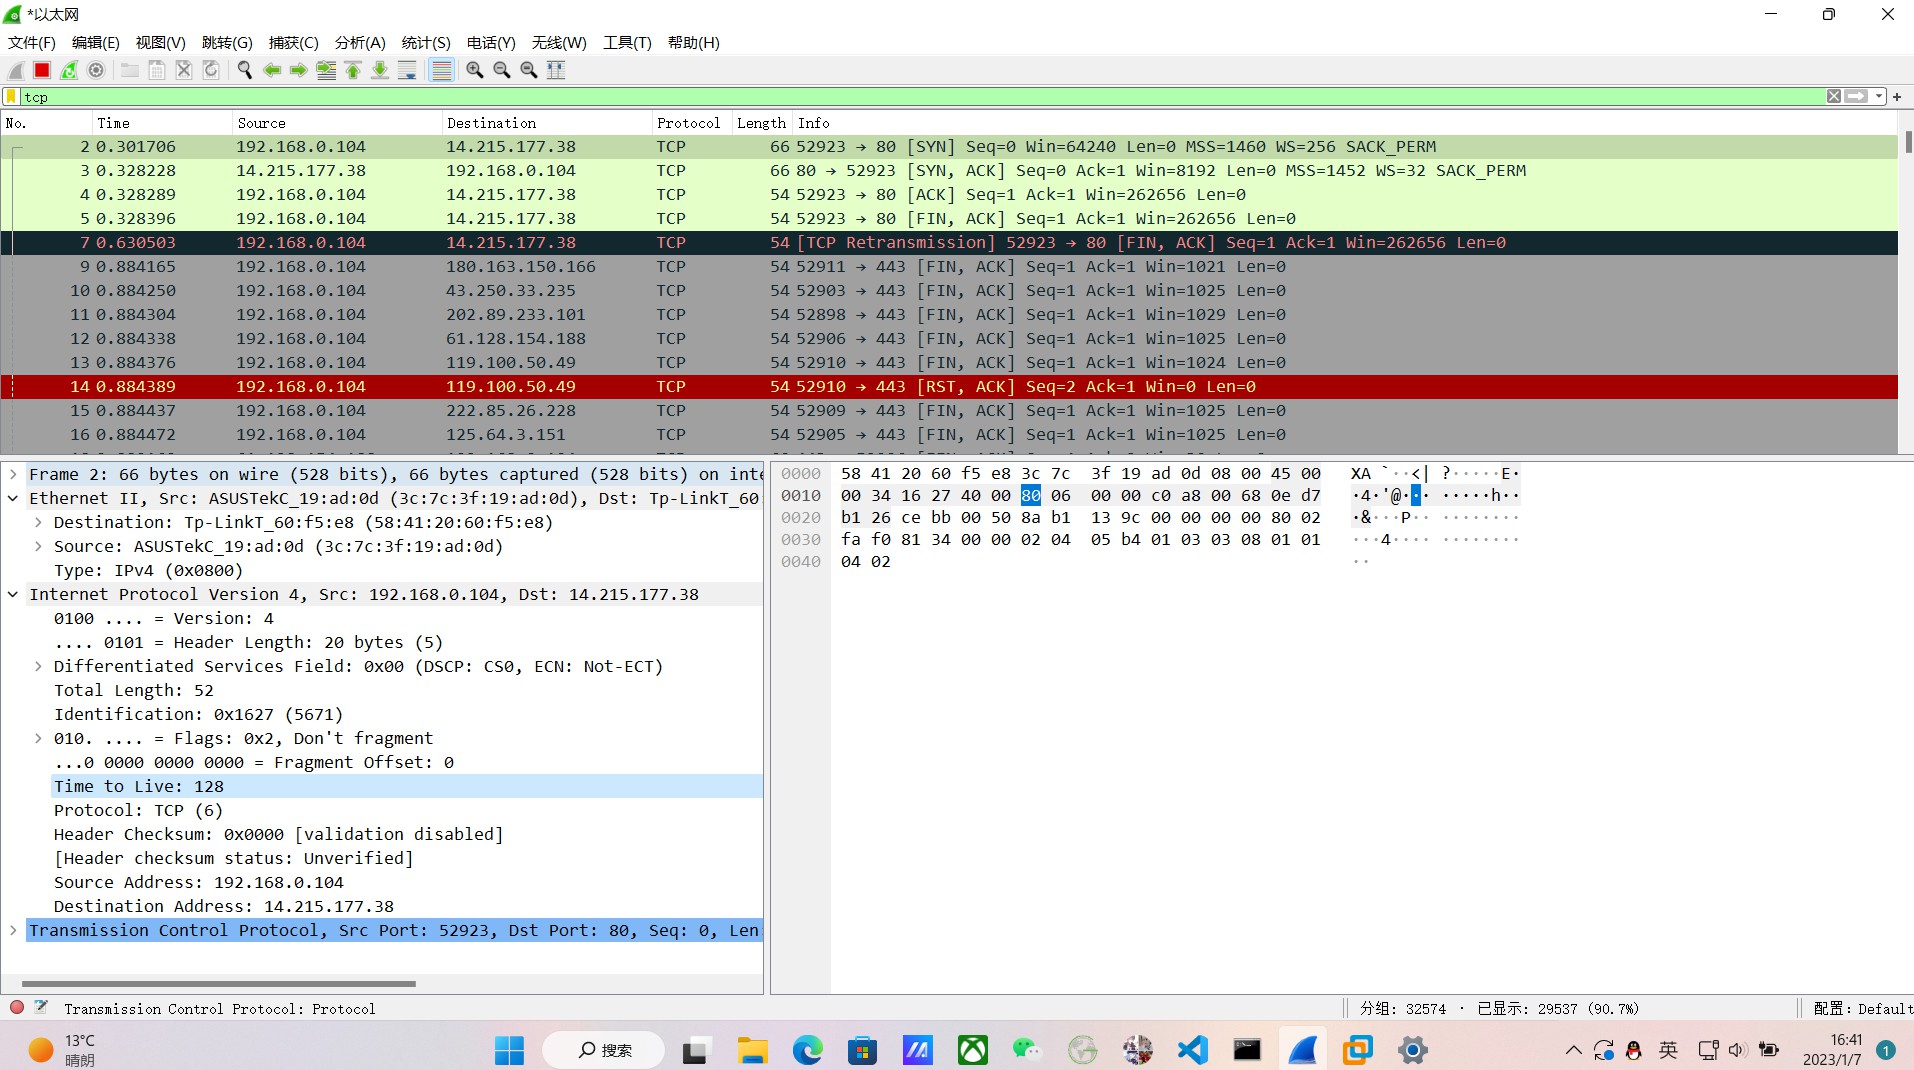 *以太网
文件(F) 编辑(E) 视图(V) 跳转(G) 捕获(C) 分析(A) 统计(S) 电话(Y) 无线(W) 工具(T) 帮助(H)
tcp
No. Time Source Destination Protocol Length Info
2 0.301706 192.168.0.104 14.215.177.38 TCP 66 52923 → 80 [SYN] Seq=0 Win=64240 Len=0 MSS=1460 WS=256 SACK_PERM
3 0.328228 14.215.177.38 192.168.0.104 TCP 66 80 → 52923 [SYN, ACK] Seq=0 Ack=1 Win=8192 Len=0 MSS=1452 WS=32 SACK_PERM
4 0.328289 192.168.0.104 14.215.177.38 TCP 54 52923 → 80 [ACK] Seq=1 Ack=1 Win=262656 Len=0
5 0.328396 192.168.0.104 14.215.177.38 TCP 54 52923 → 80 [FIN, ACK] Seq=1 Ack=1 Win=262656 Len=0
7 0.630503 192.168.0.104 14.215.177.38 TCP 54 [TCP Retransmission] 52923 → 80 [FIN, ACK] Seq=1 Ack=1 Win=262656 Len=0
9 0.884165 192.168.0.104 180.163.150.166 TCP 54 52911 → 443 [FIN, ACK] Seq=1 Ack=1 Win=1021 Len=0
10 0.884250 192.168.0.104 43.250.33.235 TCP 54 52903 → 443 [FIN, ACK] Seq=1 Ack=1 Win=1025 Len=0
11 0.884304 192.168.0.104 202.89.233.101 TCP 54 52898 → 443 [FIN, ACK] Seq=1 Ack=1 Win=1029 Len=0
12 0.884338 192.168.0.104 61.128.154.188 TCP 54 52906 → 443 [FIN, ACK] Seq=1 Ack=1 Win=1025 Len=0
13 0.884376 192.168.0.104 119.100.50.49 TCP 54 52910 → 443 [FIN, ACK] Seq=1 Ack=1 Win=1024 Len=0
14 0.884389 192.168.0.104 119.100.50.49 TCP 54 52910 → 443 [RST, ACK] Seq=2 Ack=1 Win=0 Len=0
15 0.884437 192.168.0.104 222.85.26.228 TCP 54 52909 → 443 [FIN, ACK] Seq=1 Ack=1 Win=1025 Len=0
16 0.884472 192.168.0.104 125.64.3.151 TCP 54 52905 → 443 [FIN, ACK] Seq=1 Ack=1 Win=1025 Len=0
Frame 2: 66 bytes on wire (528 bits), 66 bytes captured (528 bits) on inte
Ethernet II, Src: ASUSTekC_19:ad:0d (3c:7c:3f:19:ad:0d), Dst: Tp-LinkT_60:
Destination: Tp-LinkT_60:f5:e8 (58:41:20:60:f5:e8)
Source: ASUSTekC_19:ad:0d (3c:7c:3f:19:ad:0d)
Type: IPv4 (0x0800)
Internet Protocol Version 4, Src: 192.168.0.104, Dst: 14.215.177.38
0100 .... = Version: 4
.... 0101 = Header Length: 20 bytes (5)
Differentiated Services Field: 0x00 (DSCP: CS0, ECN: Not-ECT)
Total Length: 52
Identification: 0x1627 (5671)
010. .... = Flags: 0x2, Don't fragment
...0 0000 0000 0000 = Fragment Offset: 0
Time to Live: 128
Protocol: TCP (6)
Header Checksum: 0x0000 [validation disabled]
[Header checksum status: Unverified]
Source Address: 192.168.0.104
Destination Address: 14.215.177.38
Transmission Control Protocol, Src Port: 52923, Dst Port: 80, Seq: 0, Len:
0000 58 41 20 60 f5 e8 3c 7c 3f 19 ad 0d 08 00 45 00 XA `··<| ?·····E·
0010 00 34 16 27 40 00 80 06 00 00 c0 a8 00 68 0e d7 ·4·'@··· ·····h··
0020 b1 26 ce bb 00 50 8a b1 13 9c 00 00 00 00 80 02 ·&···P·· ········
0030 fa f0 81 34 00 00 02 04 05 b4 01 03 03 08 01 01 ···4···· ········
0040 04 02 ··
Transmission Control Protocol: Protocol
分组: 32574 · 已显示: 29537 (90.7%)
配置: Default
13°C
晴朗
搜索
英
16:41
2023/1/7
1